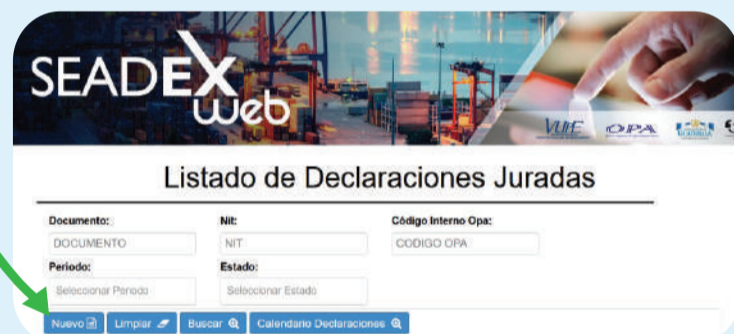 SEADEX
web
VUPE OPA
Listado de Declaraciones Juradas
Documento: Nit: Código Interno Opa:
DOCUMENTO NIT CODIGO OPA
Periodo: Estado:
Seleccionar Periodo Seleccionar Estado
Nuevo Limpiar Buscar Calendario Declaraciones